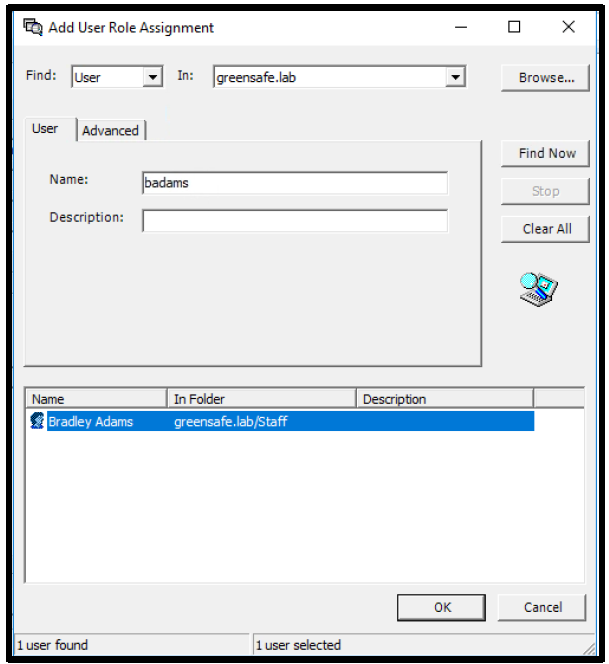 Add User Role Assignment
Find: User In: greensafe.lab Browse...
User Advanced
Find Now
Name: badams
Stop
Description:
Clear All
Name In Folder Description
Bradley Adams greensafe.lab/Staff
OK Cancel
1 user found 1 user selected